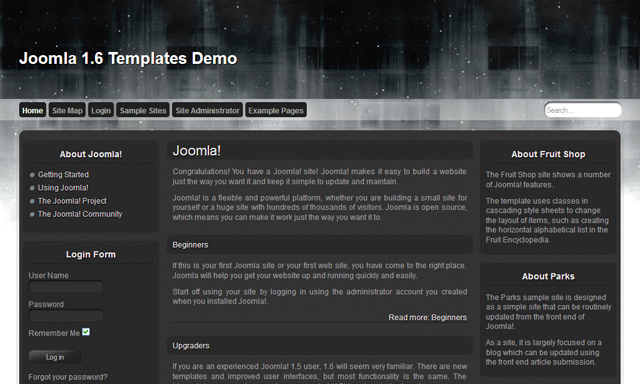 Joomla 1.6 Templates Demo
Home Site Map Login Sample Sites Site Administrator Example Pages
Search...
About Joomla!
Getting Started
Using Joomla!
The Joomla! Project
The Joomla! Community
Login Form
User Name
Password
Remember Me
Log in
Forgot your password?
Joomla!
Congratulations! You have a Joomla! site! Joomla! makes it easy to build a website
just the way you want it and keep it simple to update and maintain.
Joomla! is a flexible and powerful platform, whether you are building a small site for
yourself or a huge site with hundreds of thousands of visitors. Joomla is open source,
which means you can make it work just the way you want it to.
Beginners
If this is your first Joomla site or your first web site, you have come to the right place.
Joomla will help you get your website up and running quickly and easily.
Start off using your site by logging in using the administrator account you created
when you installed Joomla!.
Read more: Beginners
Upgraders
If you are an experienced Joomla! 1.5 user, 1.6 will seem very familiar. There are new
templates and improved user interfaces, but most functionality is the same. The
About Fruit Shop
The Fruit Shop site shows a number
of Joomla! features.
The template uses classes in
cascading style sheets to change
the layout of items, such as creating
the horizontal alphabetical list in the
Fruit Encyclopedia.
About Parks
The Parks sample site is designed
as a simple site that can be routinely
updated from the front end of
Joomla!.
As a site, it is largely focused on a
blog which can be updated using
the front end article submission.